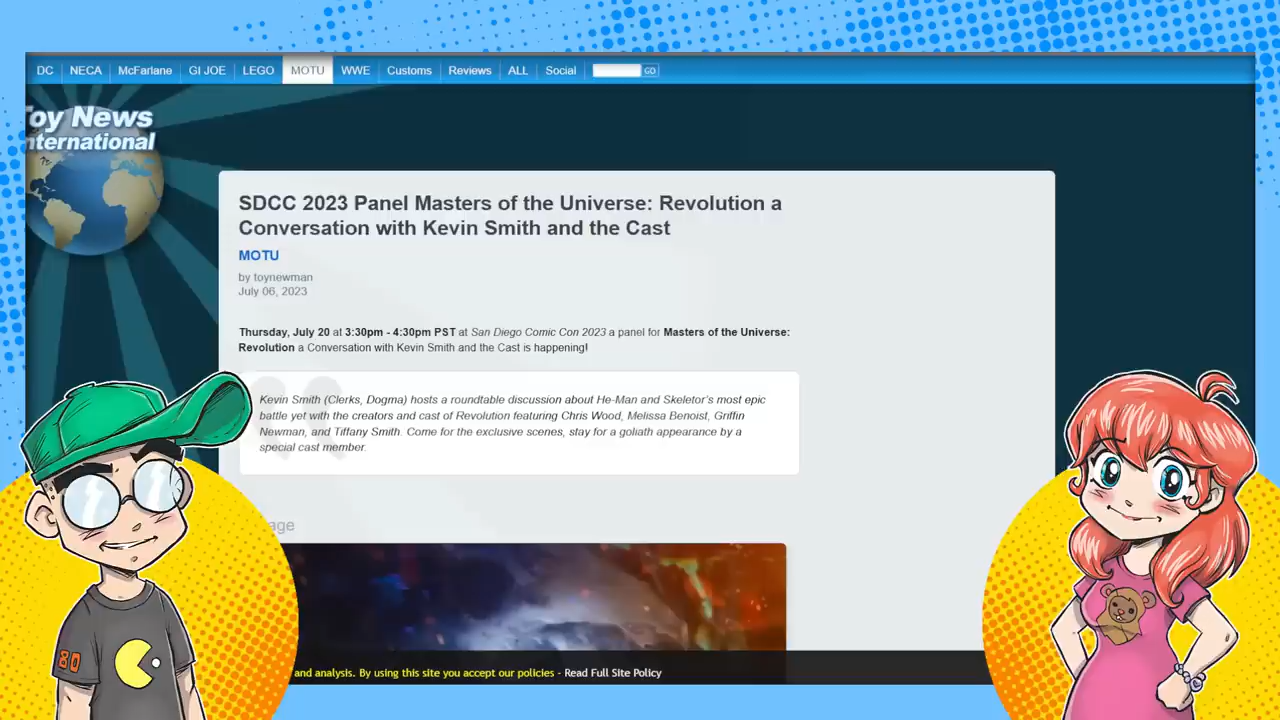 DC NECA McFarlane GI JOE LEGO MOTU WWE Customs Reviews ALL Social GO
oy News
nternational
SDCC 2023 Panel Masters of the Universe: Revolution a
Conversation with Kevin Smith and the Cast
MOTU
by toynewman
July 06, 2023
Thursday, July 20 at 3:30pm - 4:30pm PST at San Diego Comic Con 2023 a panel for Masters of the Universe:
Revolution a Conversation with Kevin Smith and the Cast is happening!
Kevin Smith (Clerks, Dogma) hosts a roundtable discussion about He-Man and Skeletor's most epic
battle yet with the creators and cast of Revolution featuring Chris Wood, Melissa Benoist, Griffin
Newman, and Tiffany Smith. Come for the exclusive scenes, stay for a goliath appearance by a
special cast member.
age
and analysis. By using this site you accept our policies - Read Full Site Policy
80